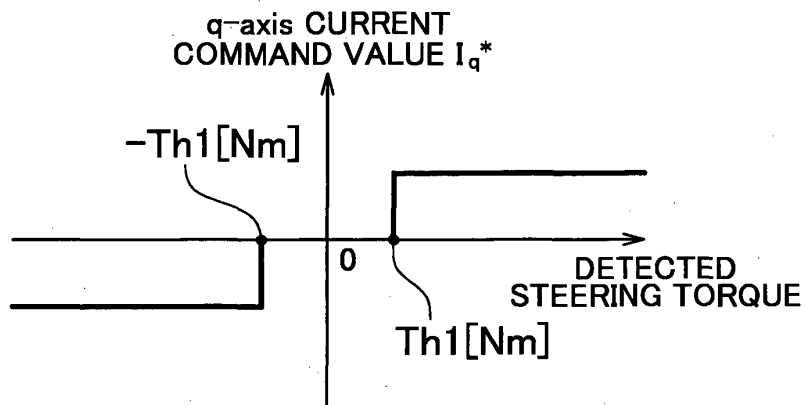 q-axis CURRENT
COMMAND VALUE Iq*
-Th1[Nm]
0
DETECTED
STEERING TORQUE
Th1[Nm]